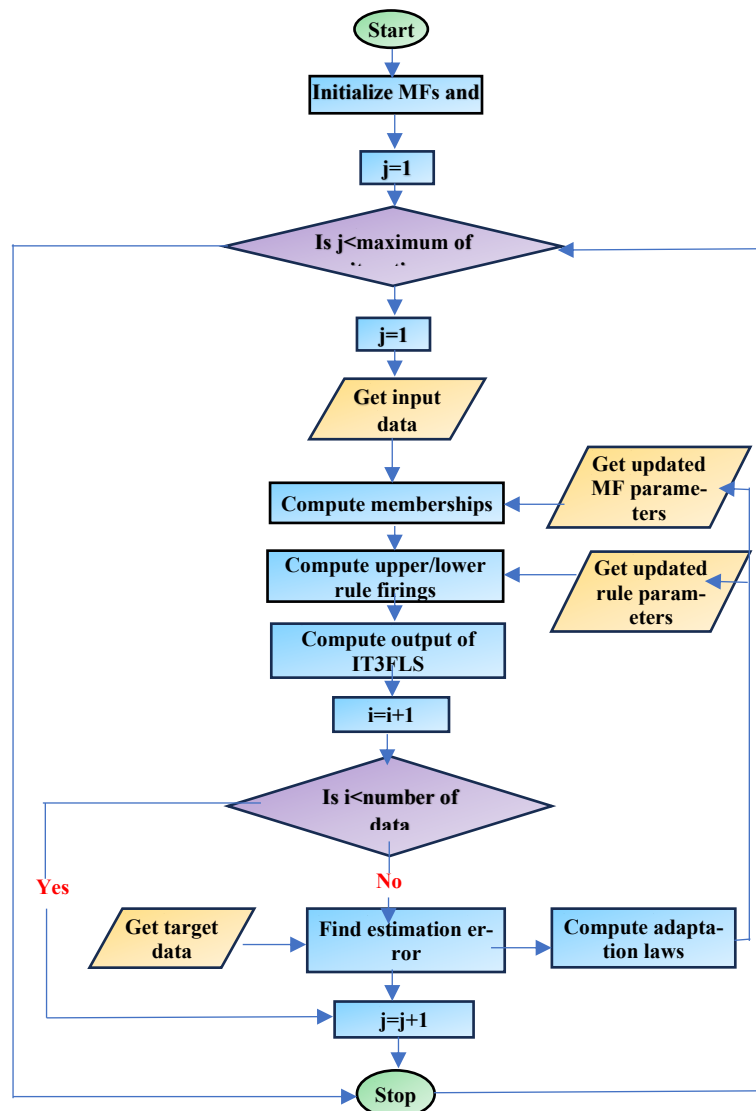 Start
Initialize MFs and
j=1
Is j<maximum of
j=1
Get input
data
Get updated
MF parame-
ters
Compute memberships
Compute upper/lower
rule firings
Get updated
rule param-
eters
Compute output of
IT3FLS
i=i+1
Is i<number of
data
Yes
No
Get target
data
Find estimation er-
ror
Compute adapta-
tion laws
j=j+1
Stop